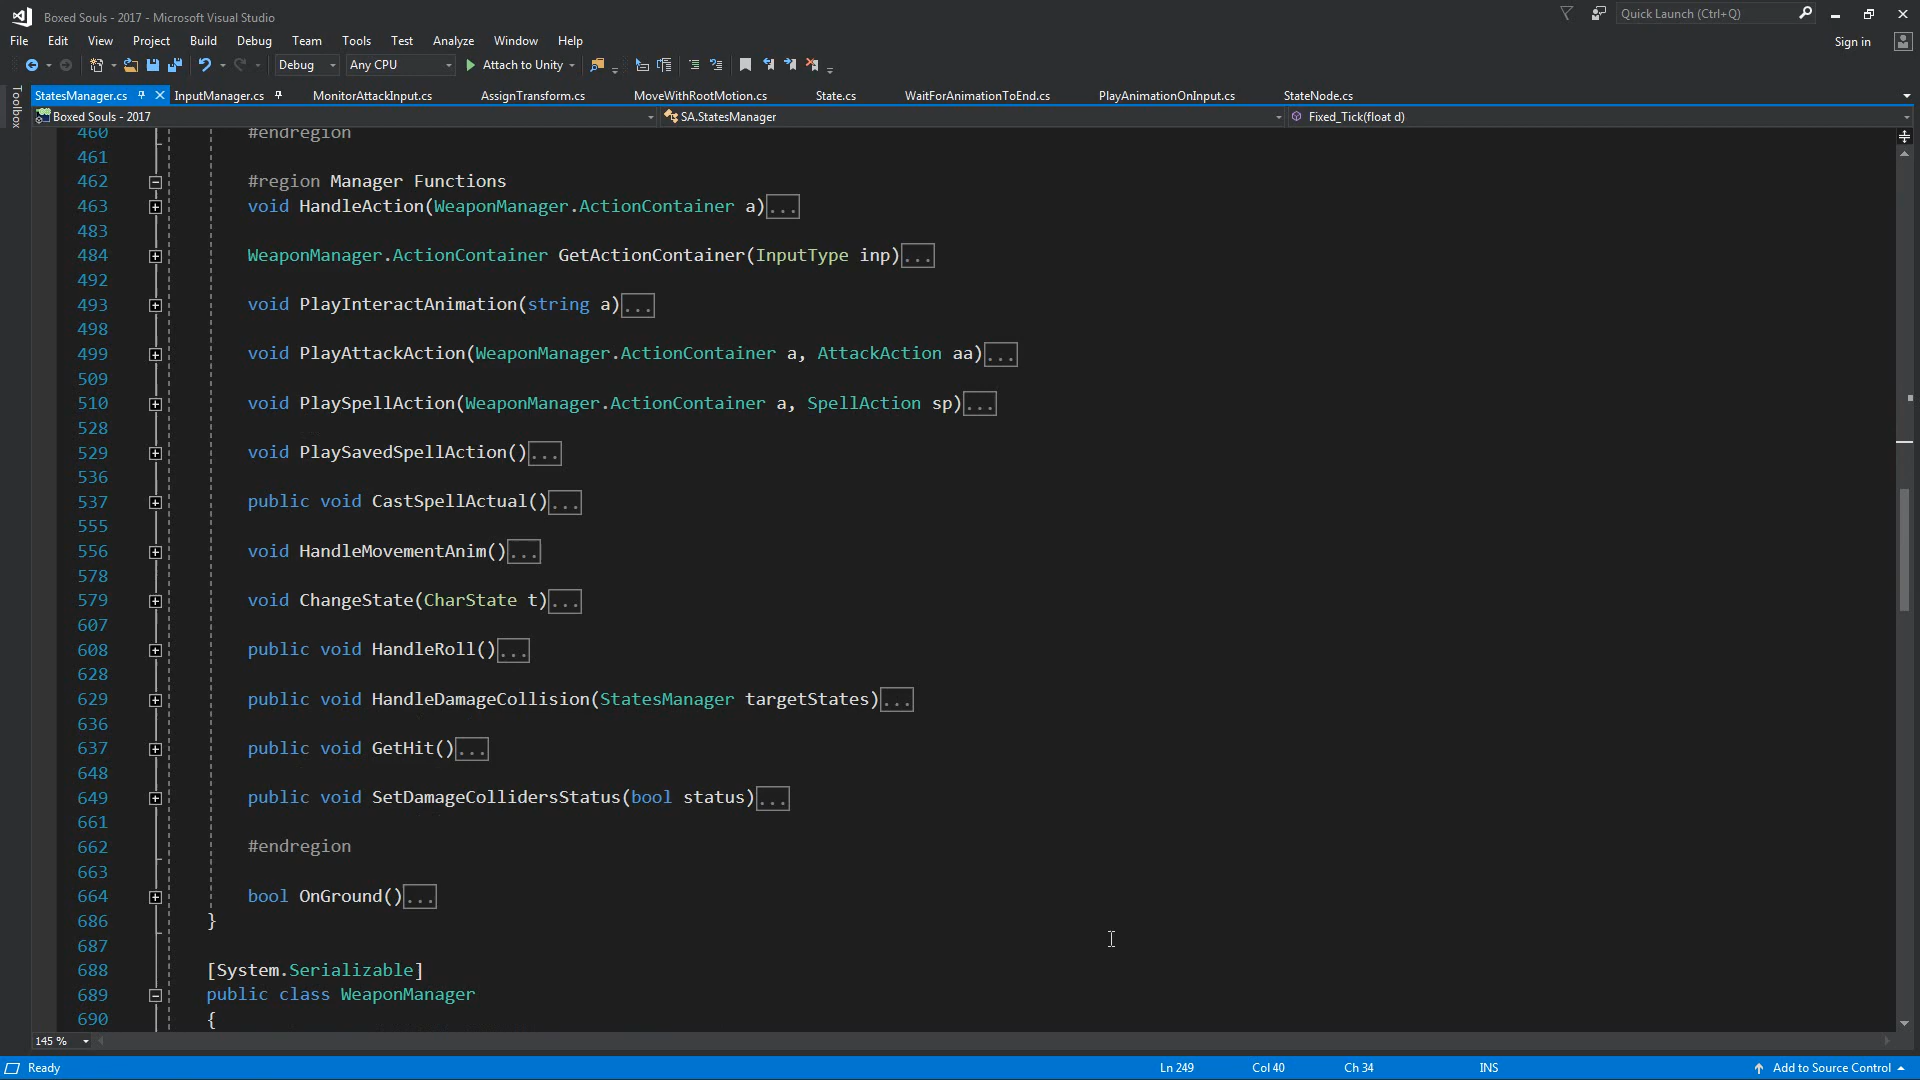 Boxed Souls - 2017 - Microsoft Visual Studio
Quick Launch (Ctrl+Q)
File Edit View Project Build Debug Team Tools Test Analyze Window Help
Sign in
Debug Any CPU Attach to Unity
Toolbox
StatesManager.cs InputManager.cs MonitorAttackInput.cs AssignTransform.cs MoveWithRootMotion.cs State.cs WaitForAnimationToEnd.cs PlayAnimationOnInput.cs StateNode.cs
Boxed Souls - 2017 SA.StatesManager Fixed_Tick(float d)
460 #endregion
461
462 #region Manager Functions
463 void HandleAction(WeaponManager.ActionContainer a)...
483
484 WeaponManager.ActionContainer GetActionContainer(InputType inp)...
492
493 void PlayInteractAnimation(string a)...
498
499 void PlayAttackAction(WeaponManager.ActionContainer a, AttackAction aa)...
509
510 void PlaySpellAction(WeaponManager.ActionContainer a, SpellAction sp)...
528
529 void PlaySavedSpellAction()...
536
537 public void CastSpellActual()...
555
556 void HandleMovementAnim()...
578
579 void ChangeState(CharState t)...
607
608 public void HandleRoll()...
628
629 public void HandleDamageCollision(StatesManager targetStates)...
636
637 public void GetHit()...
648
649 public void SetDamageCollidersStatus(bool status)...
661
662 #endregion
663
664 bool OnGround()...
686 }
687
688 [System.Serializable]
689 public class WeaponManager
690 {
145 %
Ready Ln 249 Col 40 Ch 34 INS Add to Source Control